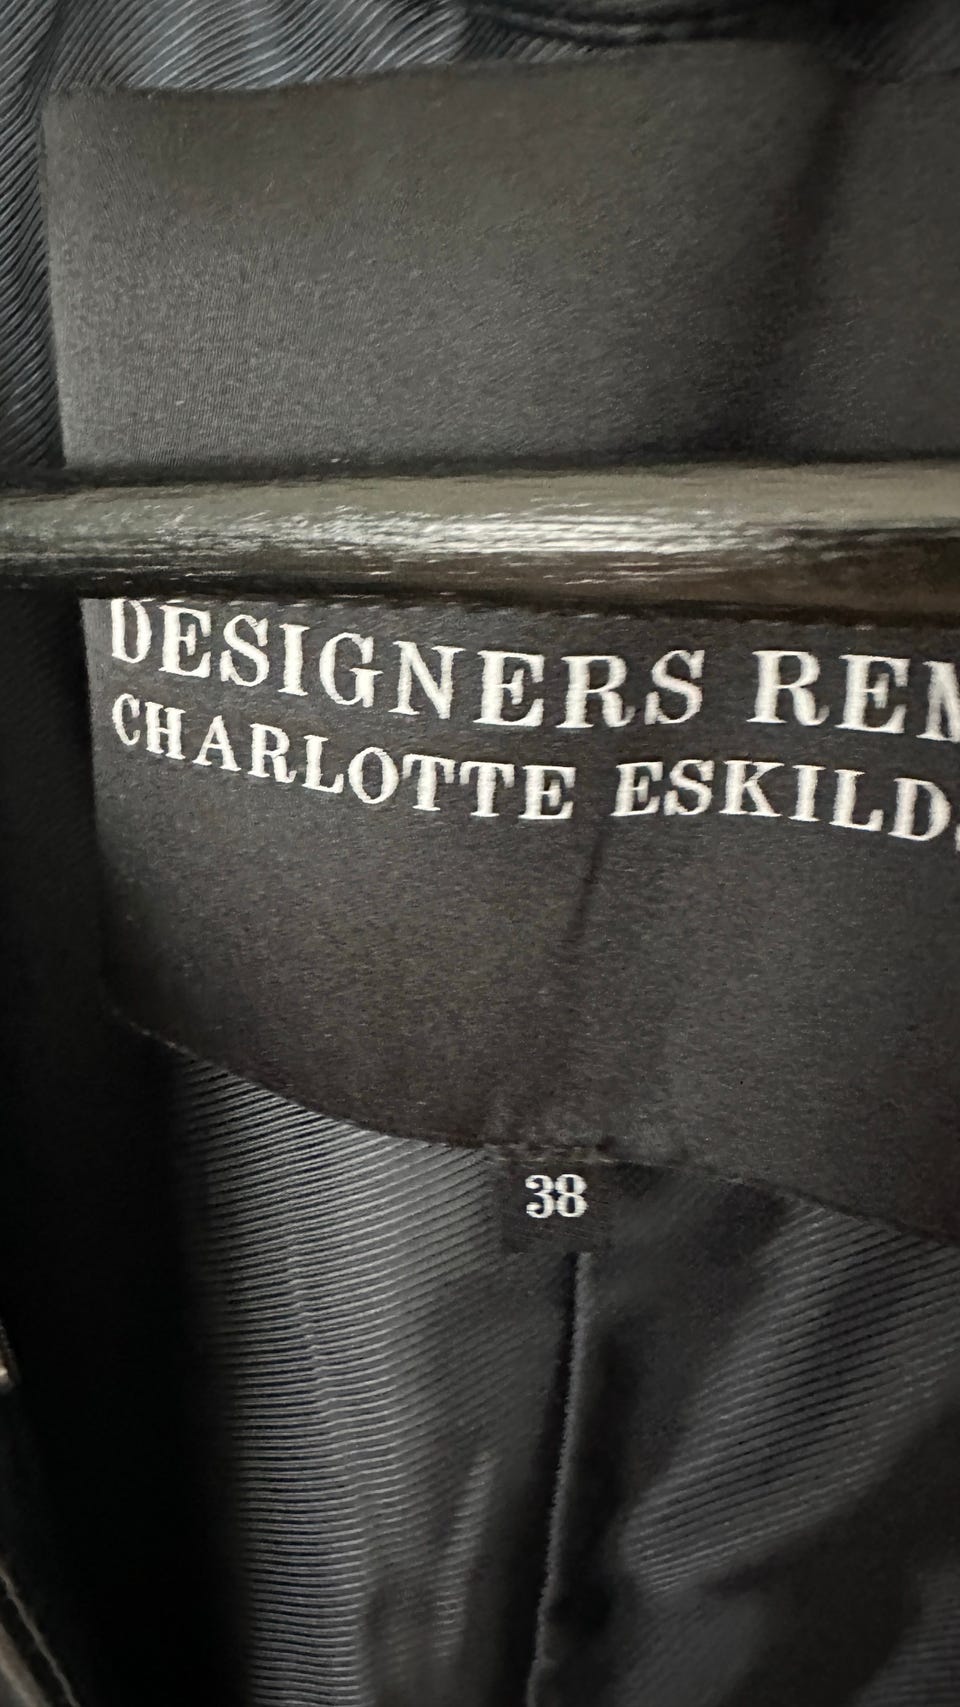 DESIGNERS REM
CHARLOTTE ESKILD
38